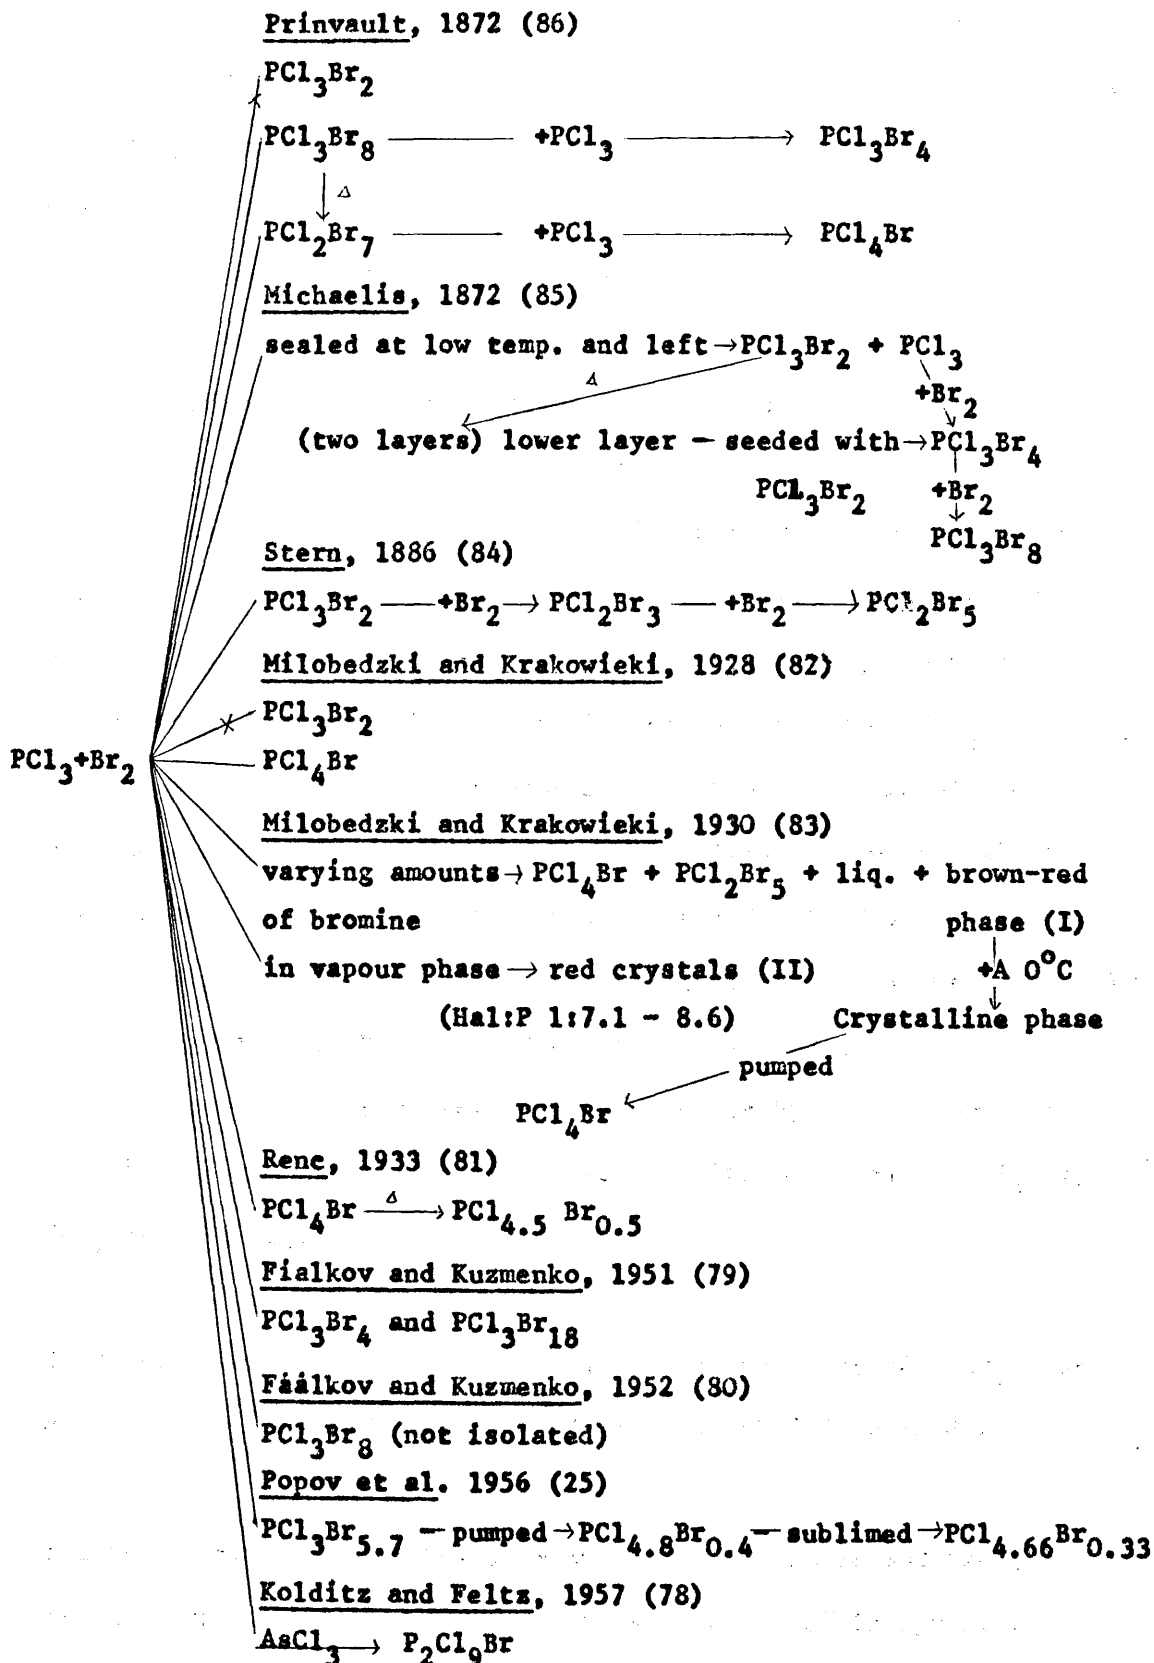 Prinvault, 1872 (86)
PCl3Br2
PCl3Br8 +PCl3 → PCl3Br4
↓ Δ
PCl2Br7 +PCl3 → PCl4Br
Michaelis, 1872 (85)
sealed at low temp. and left → PCl3Br2 + PCl3
Δ +Br2
(two layers) lower layer - seeded with → PCl3Br4
PCl3Br2 +Br2
PCl3Br8
Stern, 1886 (84)
PCl3Br2 — +Br2 → PCl2Br3 — +Br2 → PCl2Br5
Milobedzki and Krakowieki, 1928 (82)
PCl3Br2
PCl3+Br2 PCl4Br
Milobedzki and Krakowieki, 1930 (83)
varying amounts → PCl4Br + PCl2Br5 + liq. + brown-red
of bromine phase (I)
in vapour phase → red crystals (II) +A 0°C
(Hal:P 1:7.1 - 8.6) Crystalline phase
pumped
PCl4Br
Rene, 1933 (81)
PCl4Br Δ → PCl4.5 Br0.5
Fialkov and Kuzmenko, 1951 (79)
PCl3Br4 and PCl3Br18
Fáálkov and Kuzmenko, 1952 (80)
PCl3Br8 (not isolated)
Popov et al. 1956 (25)
PCl3Br5.7 - pumped → PCl4.8Br0.4 - sublimed → PCl4.66Br0.33
Kolditz and Feltz, 1957 (78)
AsCl3 → P2Cl9Br